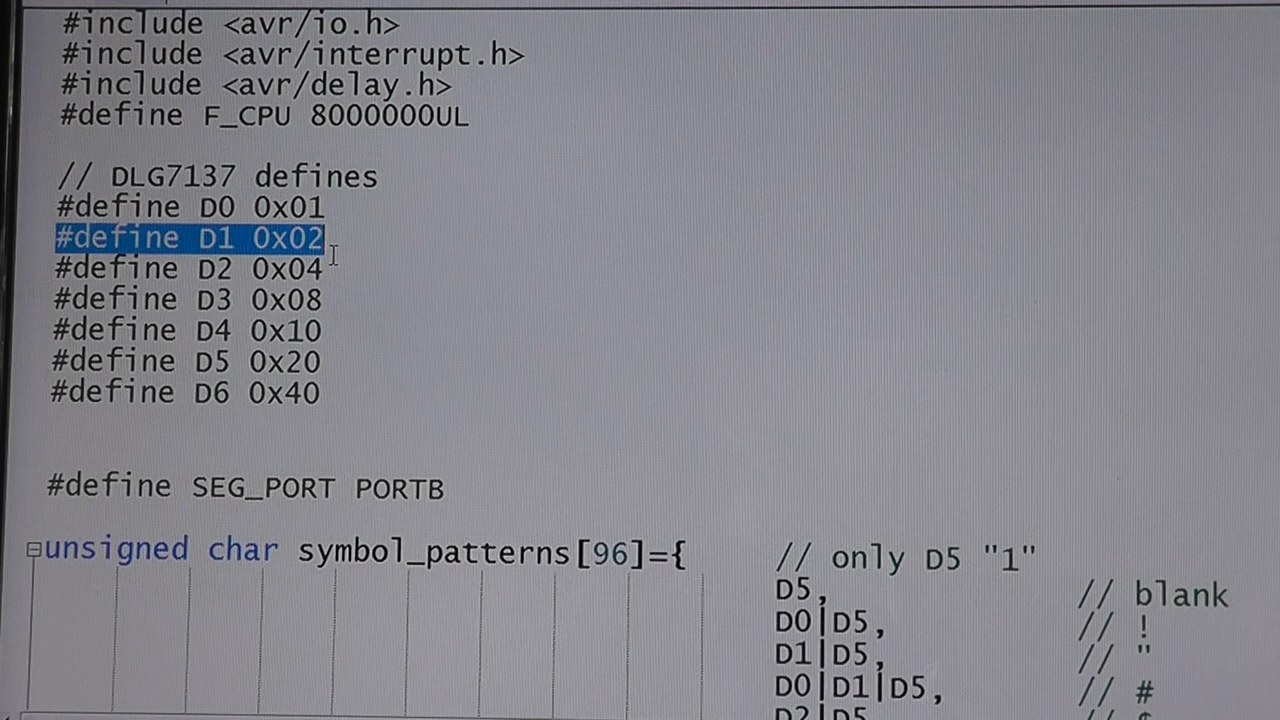 #include <avr/io.h>
#include <avr/interrupt.h>
#include <avr/delay.h>
#define F_CPU 8000000UL
// DLG7137 defines
#define D0 0x01
#define D1 0x02
#define D2 0x04
#define D3 0x08
#define D4 0x10
#define D5 0x20
#define D6 0x40
#define SEG_PORT PORTB
unsigned char symbol_patterns[96]={ // only D5 "1"
D5, // blank
D0|D5, // !
D1|D5, // "
D0|D1|D5, // #
D2|D5 // $